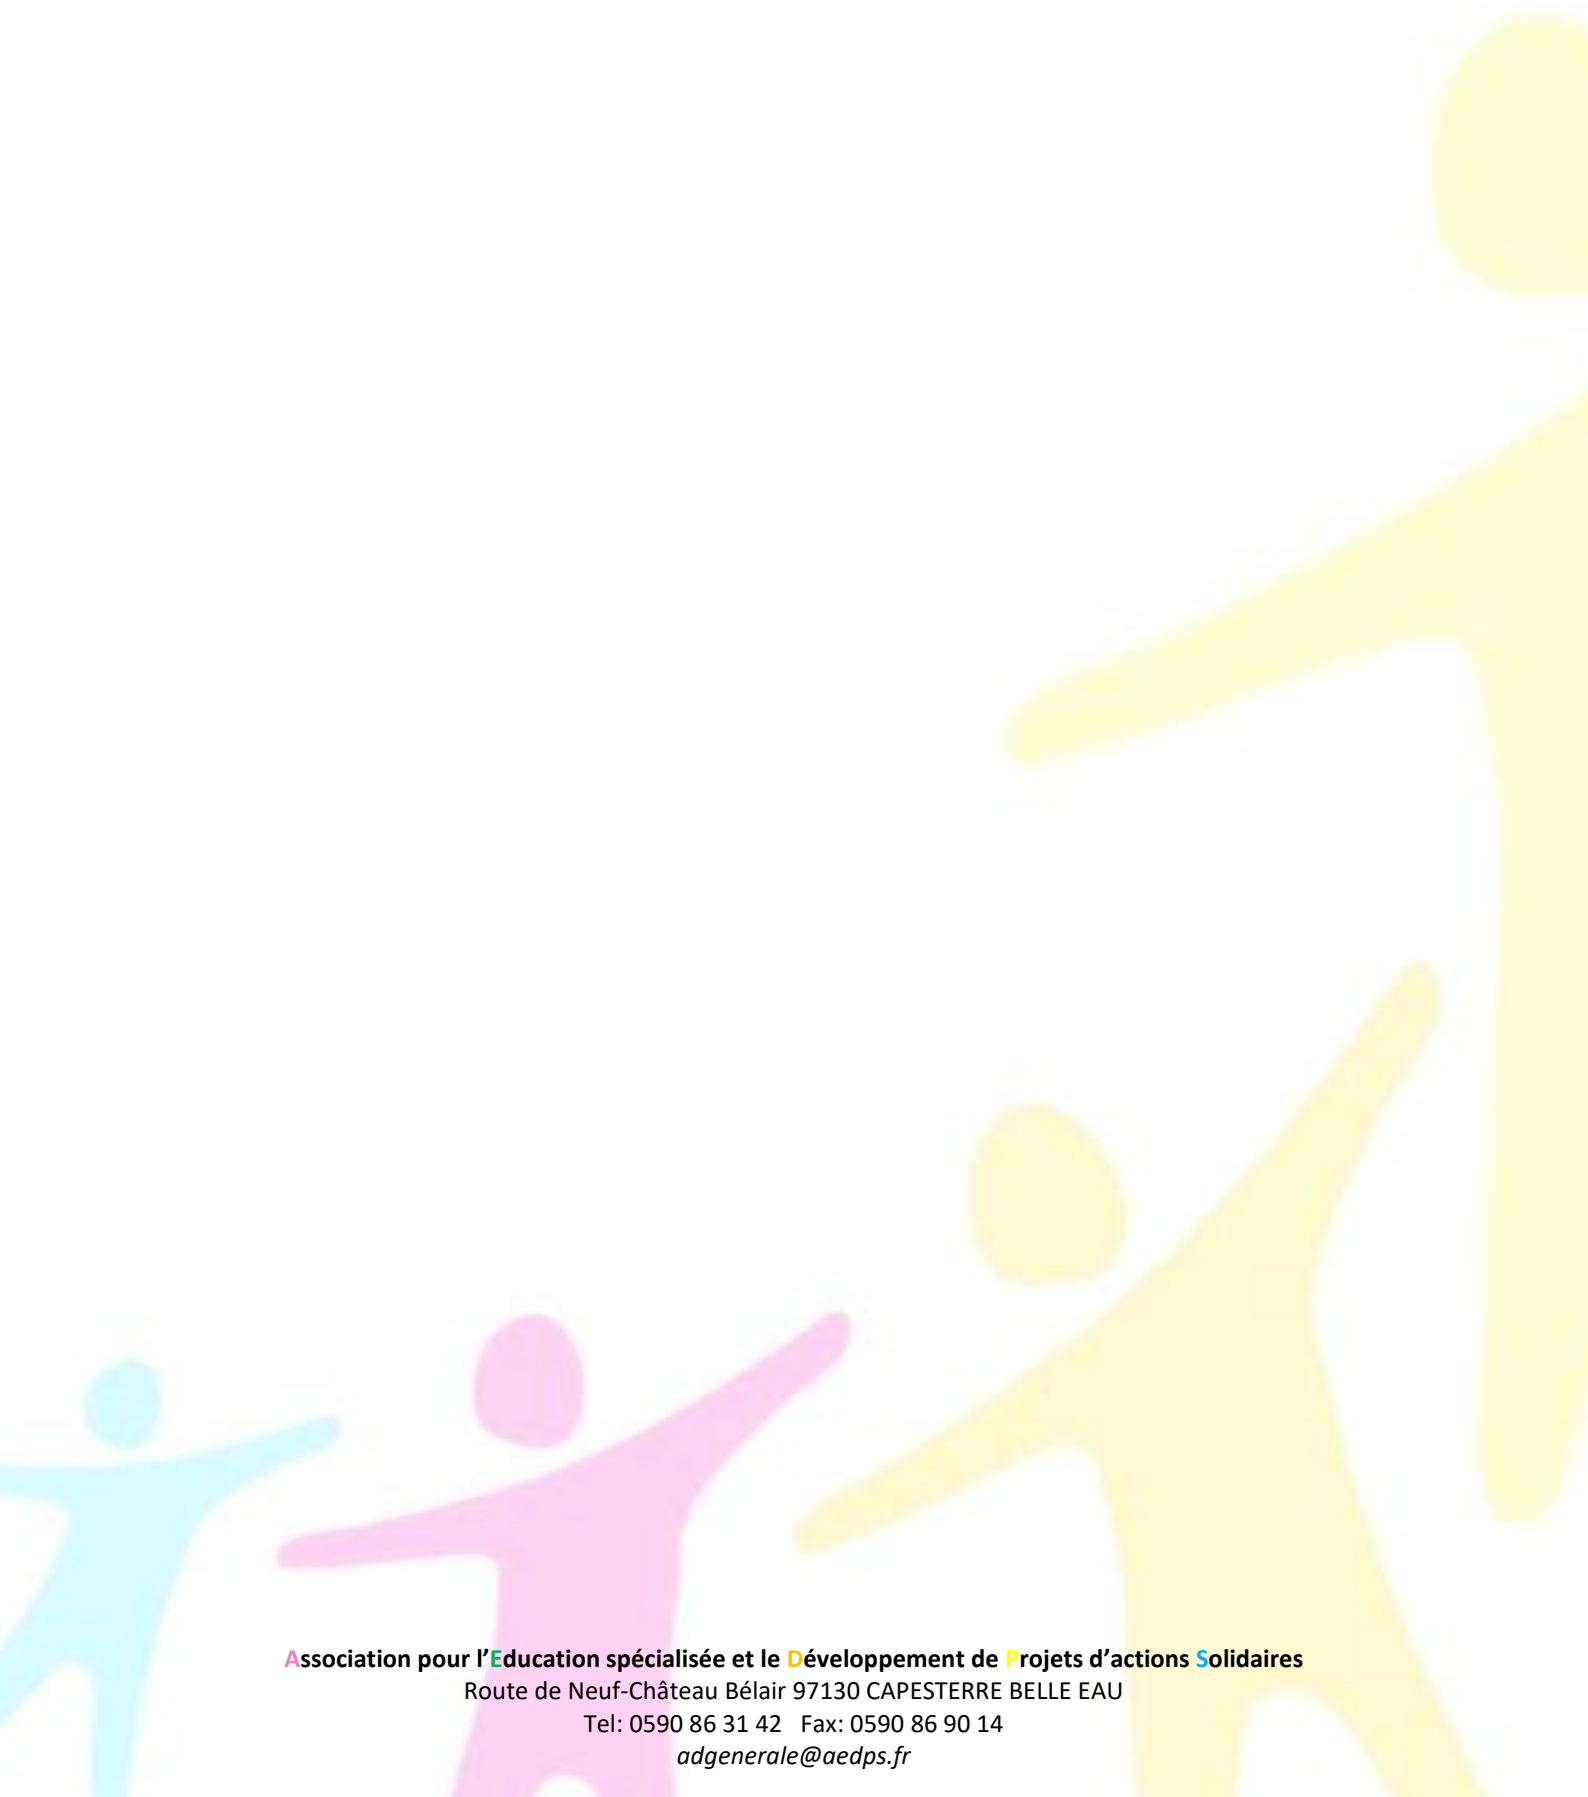 Association pour l’Education spécialisée et le Développement de Projets d’actions Solidaires
Route de Neuf-Château Bélair 97130 CAPESTERRE BELLE EAU
Tel: 0590 86 31 42   Fax: 0590 86 90 14
adgenerale@aedps.fr